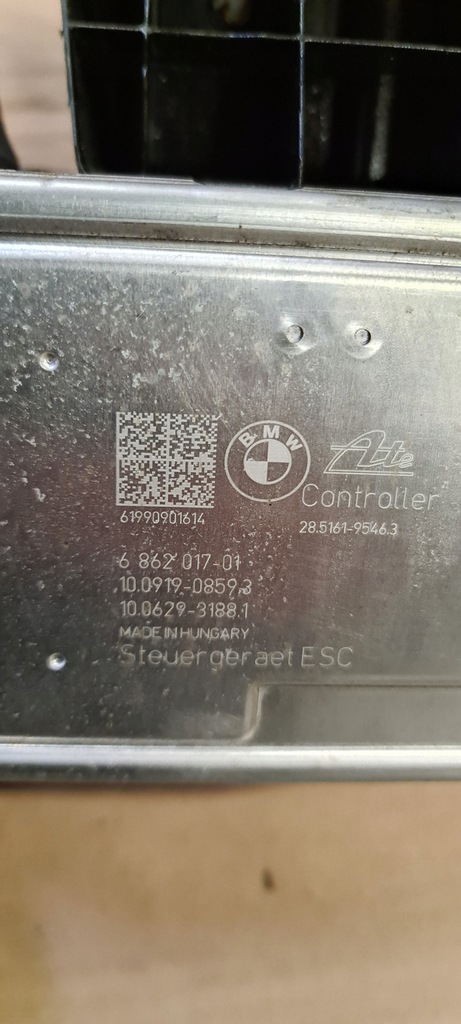 BMW
Ate
Controller
61990901614
28.5161-9546.3
6 862 017-01
10.0919-0859.3
10.0629-3188.1
MADE IN HUNGARY
Steuergeraet ESC